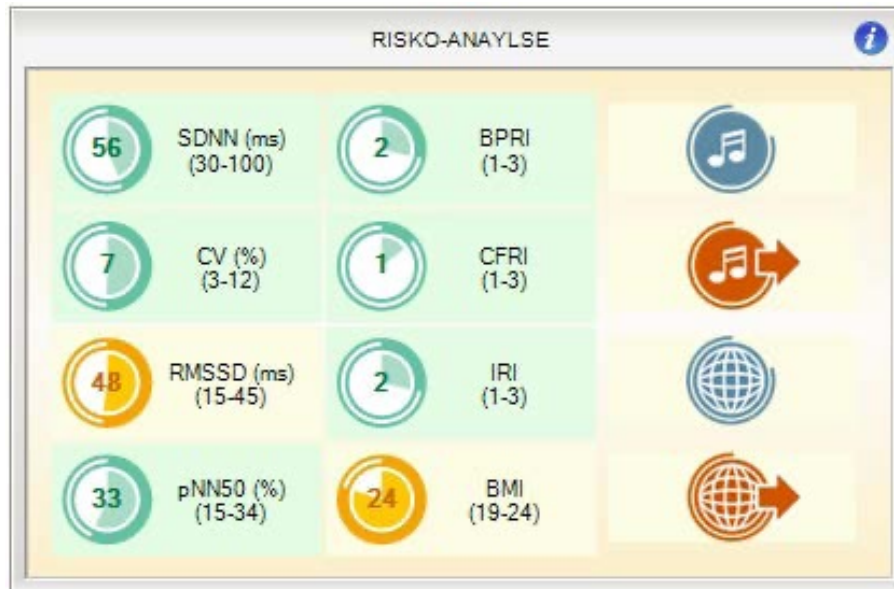 RISKO-ANAYLSE
i
56
SDNN (ms)
(30-100)
2
BPRI
(1-3)
7
CV (%)
(3-12)
1
CFRI
(1-3)
48
RMSSD (ms)
(15-45)
2
IRI
(1-3)
33
pNN50 (%)
(15-34)
24
BMI
(19-24)